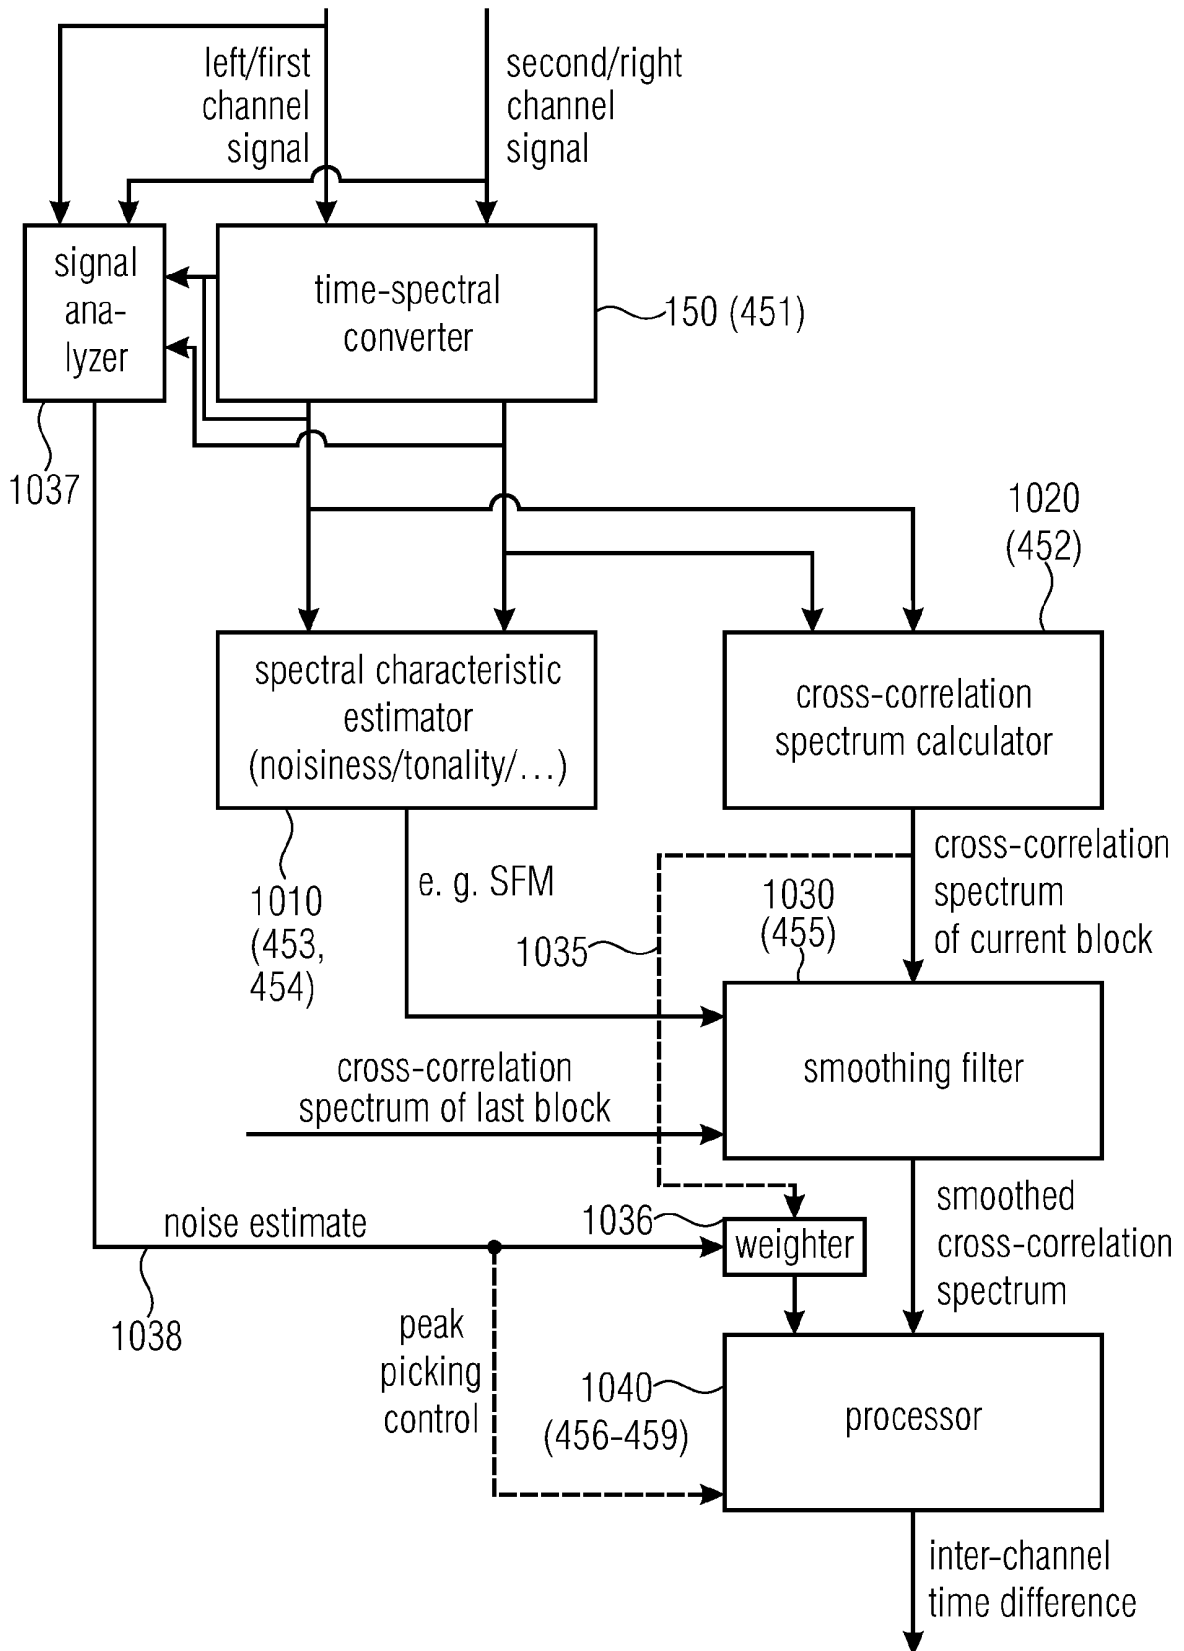 left/first
channel
signal
second/right
channel
signal
signal
ana-
lyzer
time-spectral
converter
150 (451)
1037
1020
(452)
spectral characteristic
estimator
(noisiness/tonality/...)
cross-correlation
spectrum calculator
1010
(453,
454)
e. g. SFM
1035
1030
(455)
cross-correlation
spectrum
of current block
smoothing filter
cross-correlation
spectrum of last block
noise estimate
1038
1036
weighter
smoothed
cross-correlation
spectrum
peak
picking
control
1040
(456-459)
processor
inter-channel
time difference